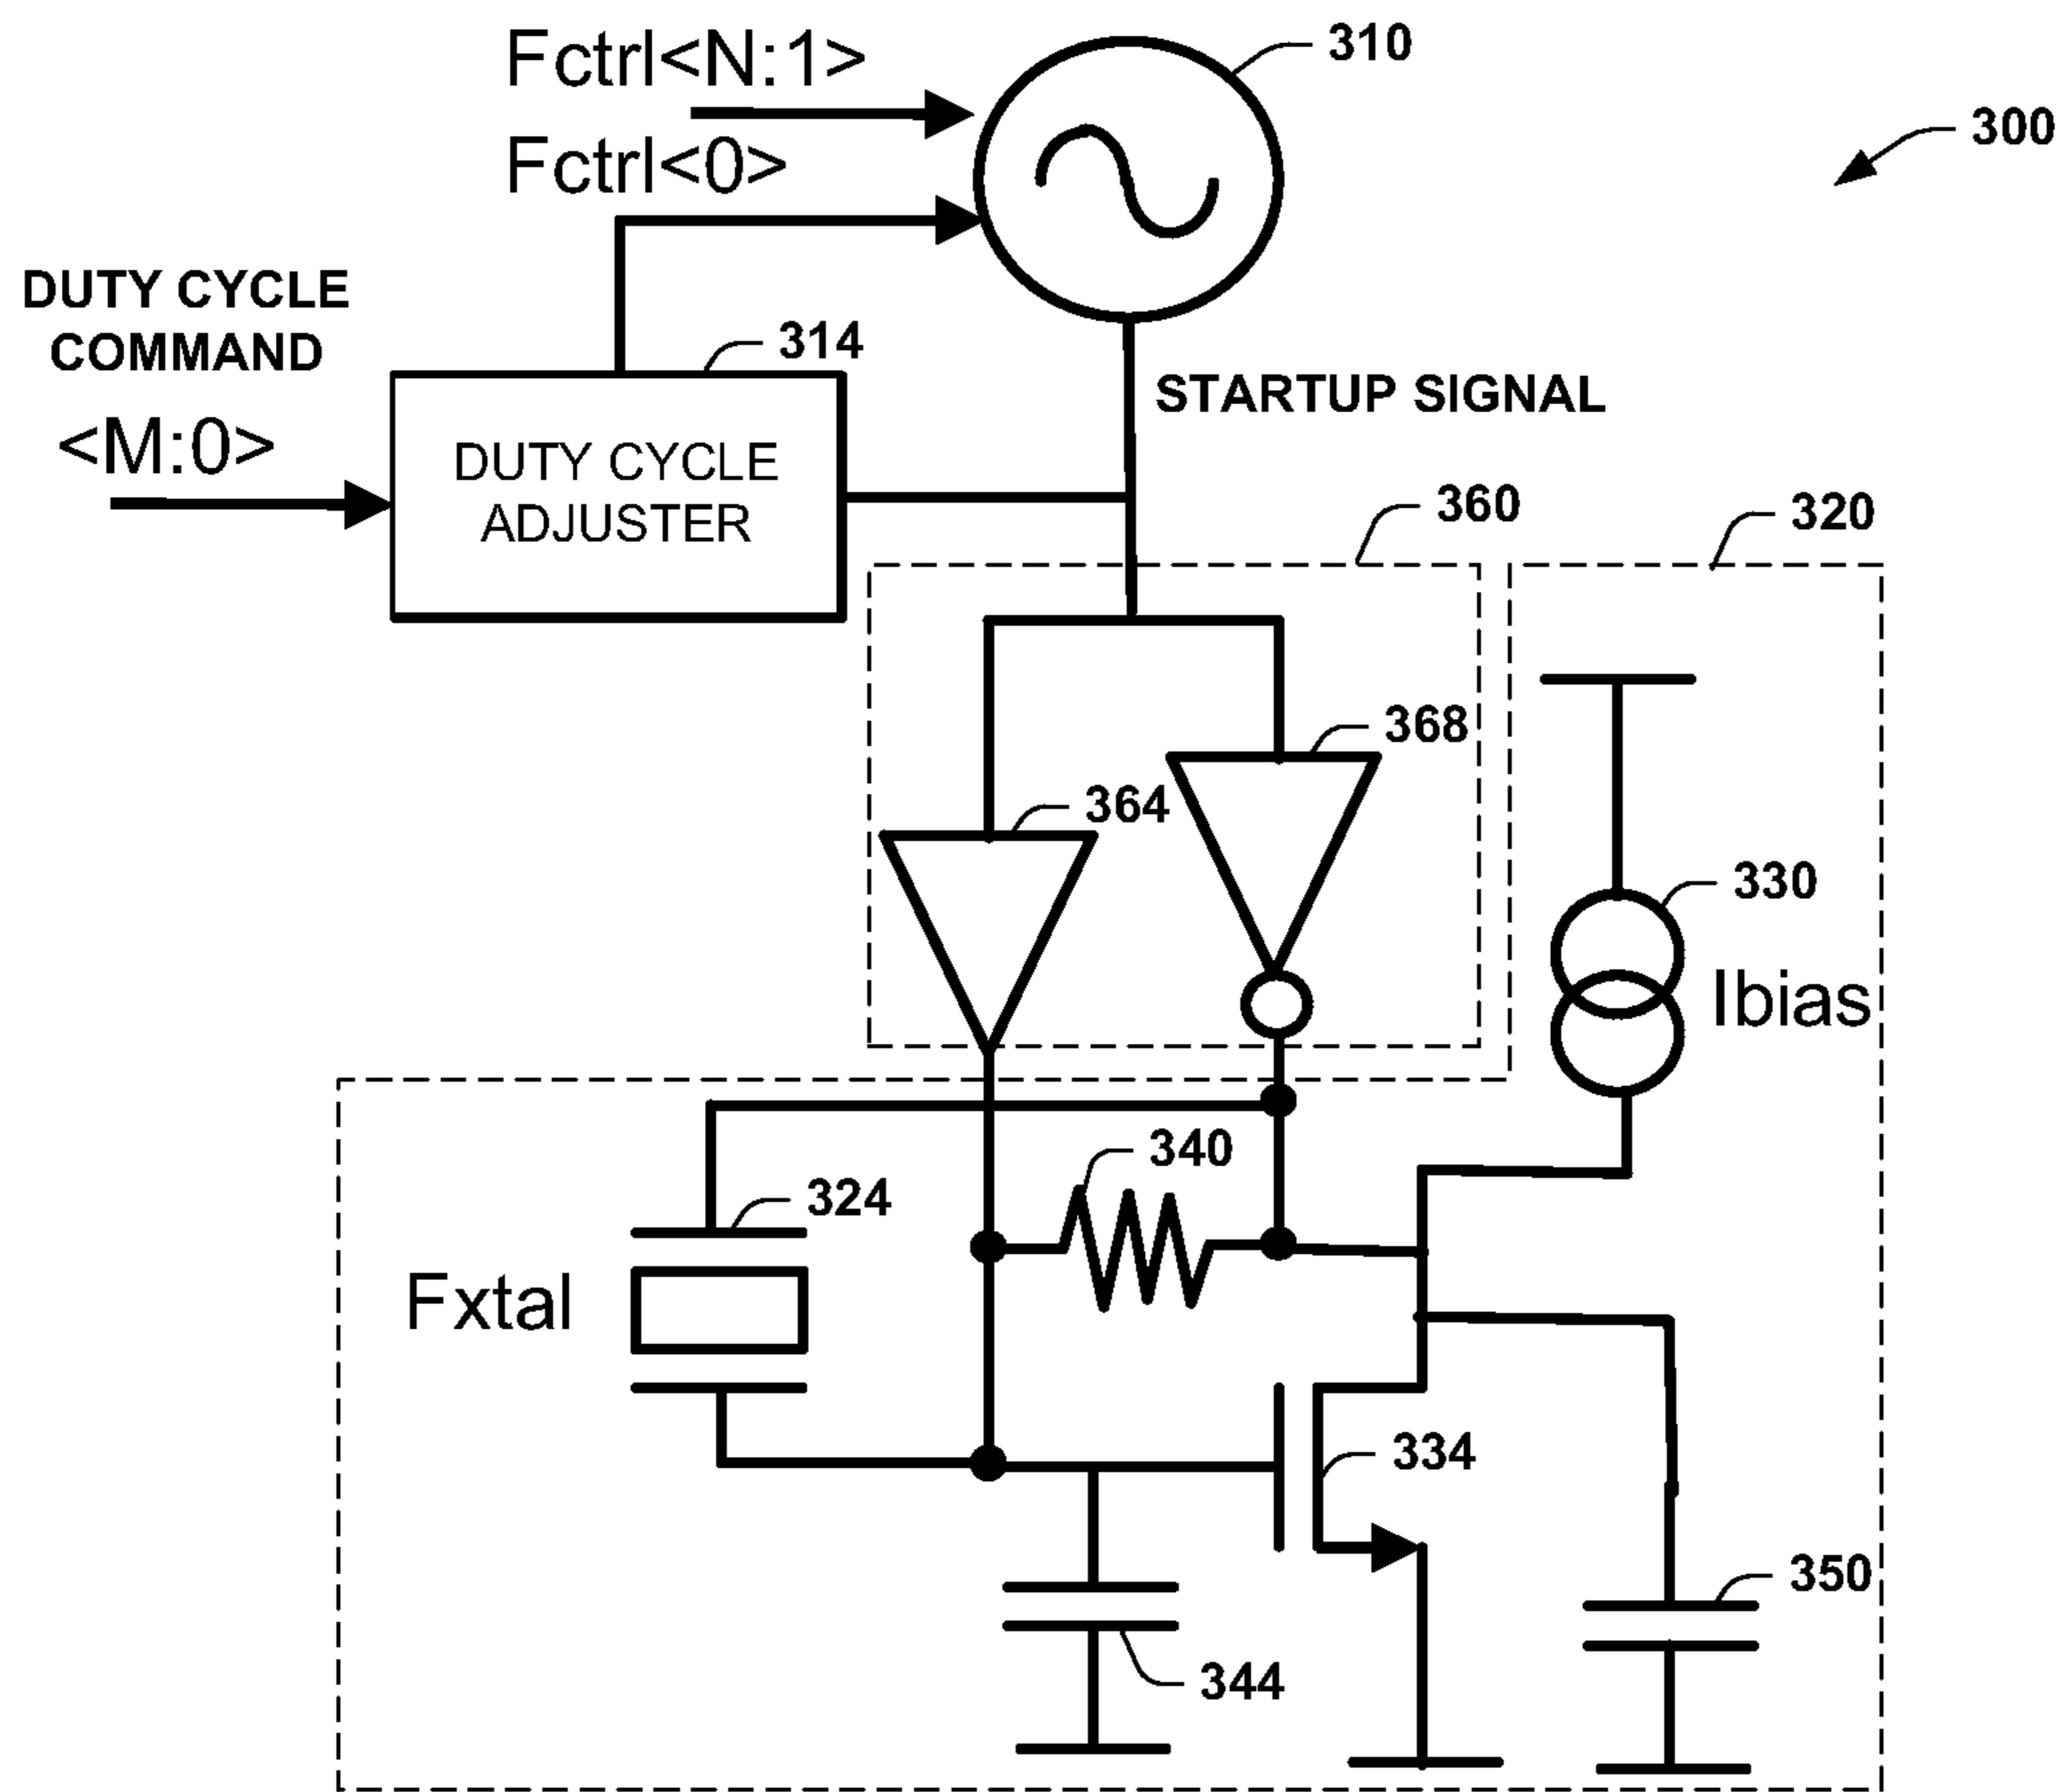 Fctrl<N:1>
310
300
Fctrl<0>
DUTY CYCLE
COMMAND
314
<M:0>
STARTUP SIGNAL
DUTY CYCLE
ADJUSTER
360
320
368
364
330
Ibias
340
324
Fxtal
334
350
344